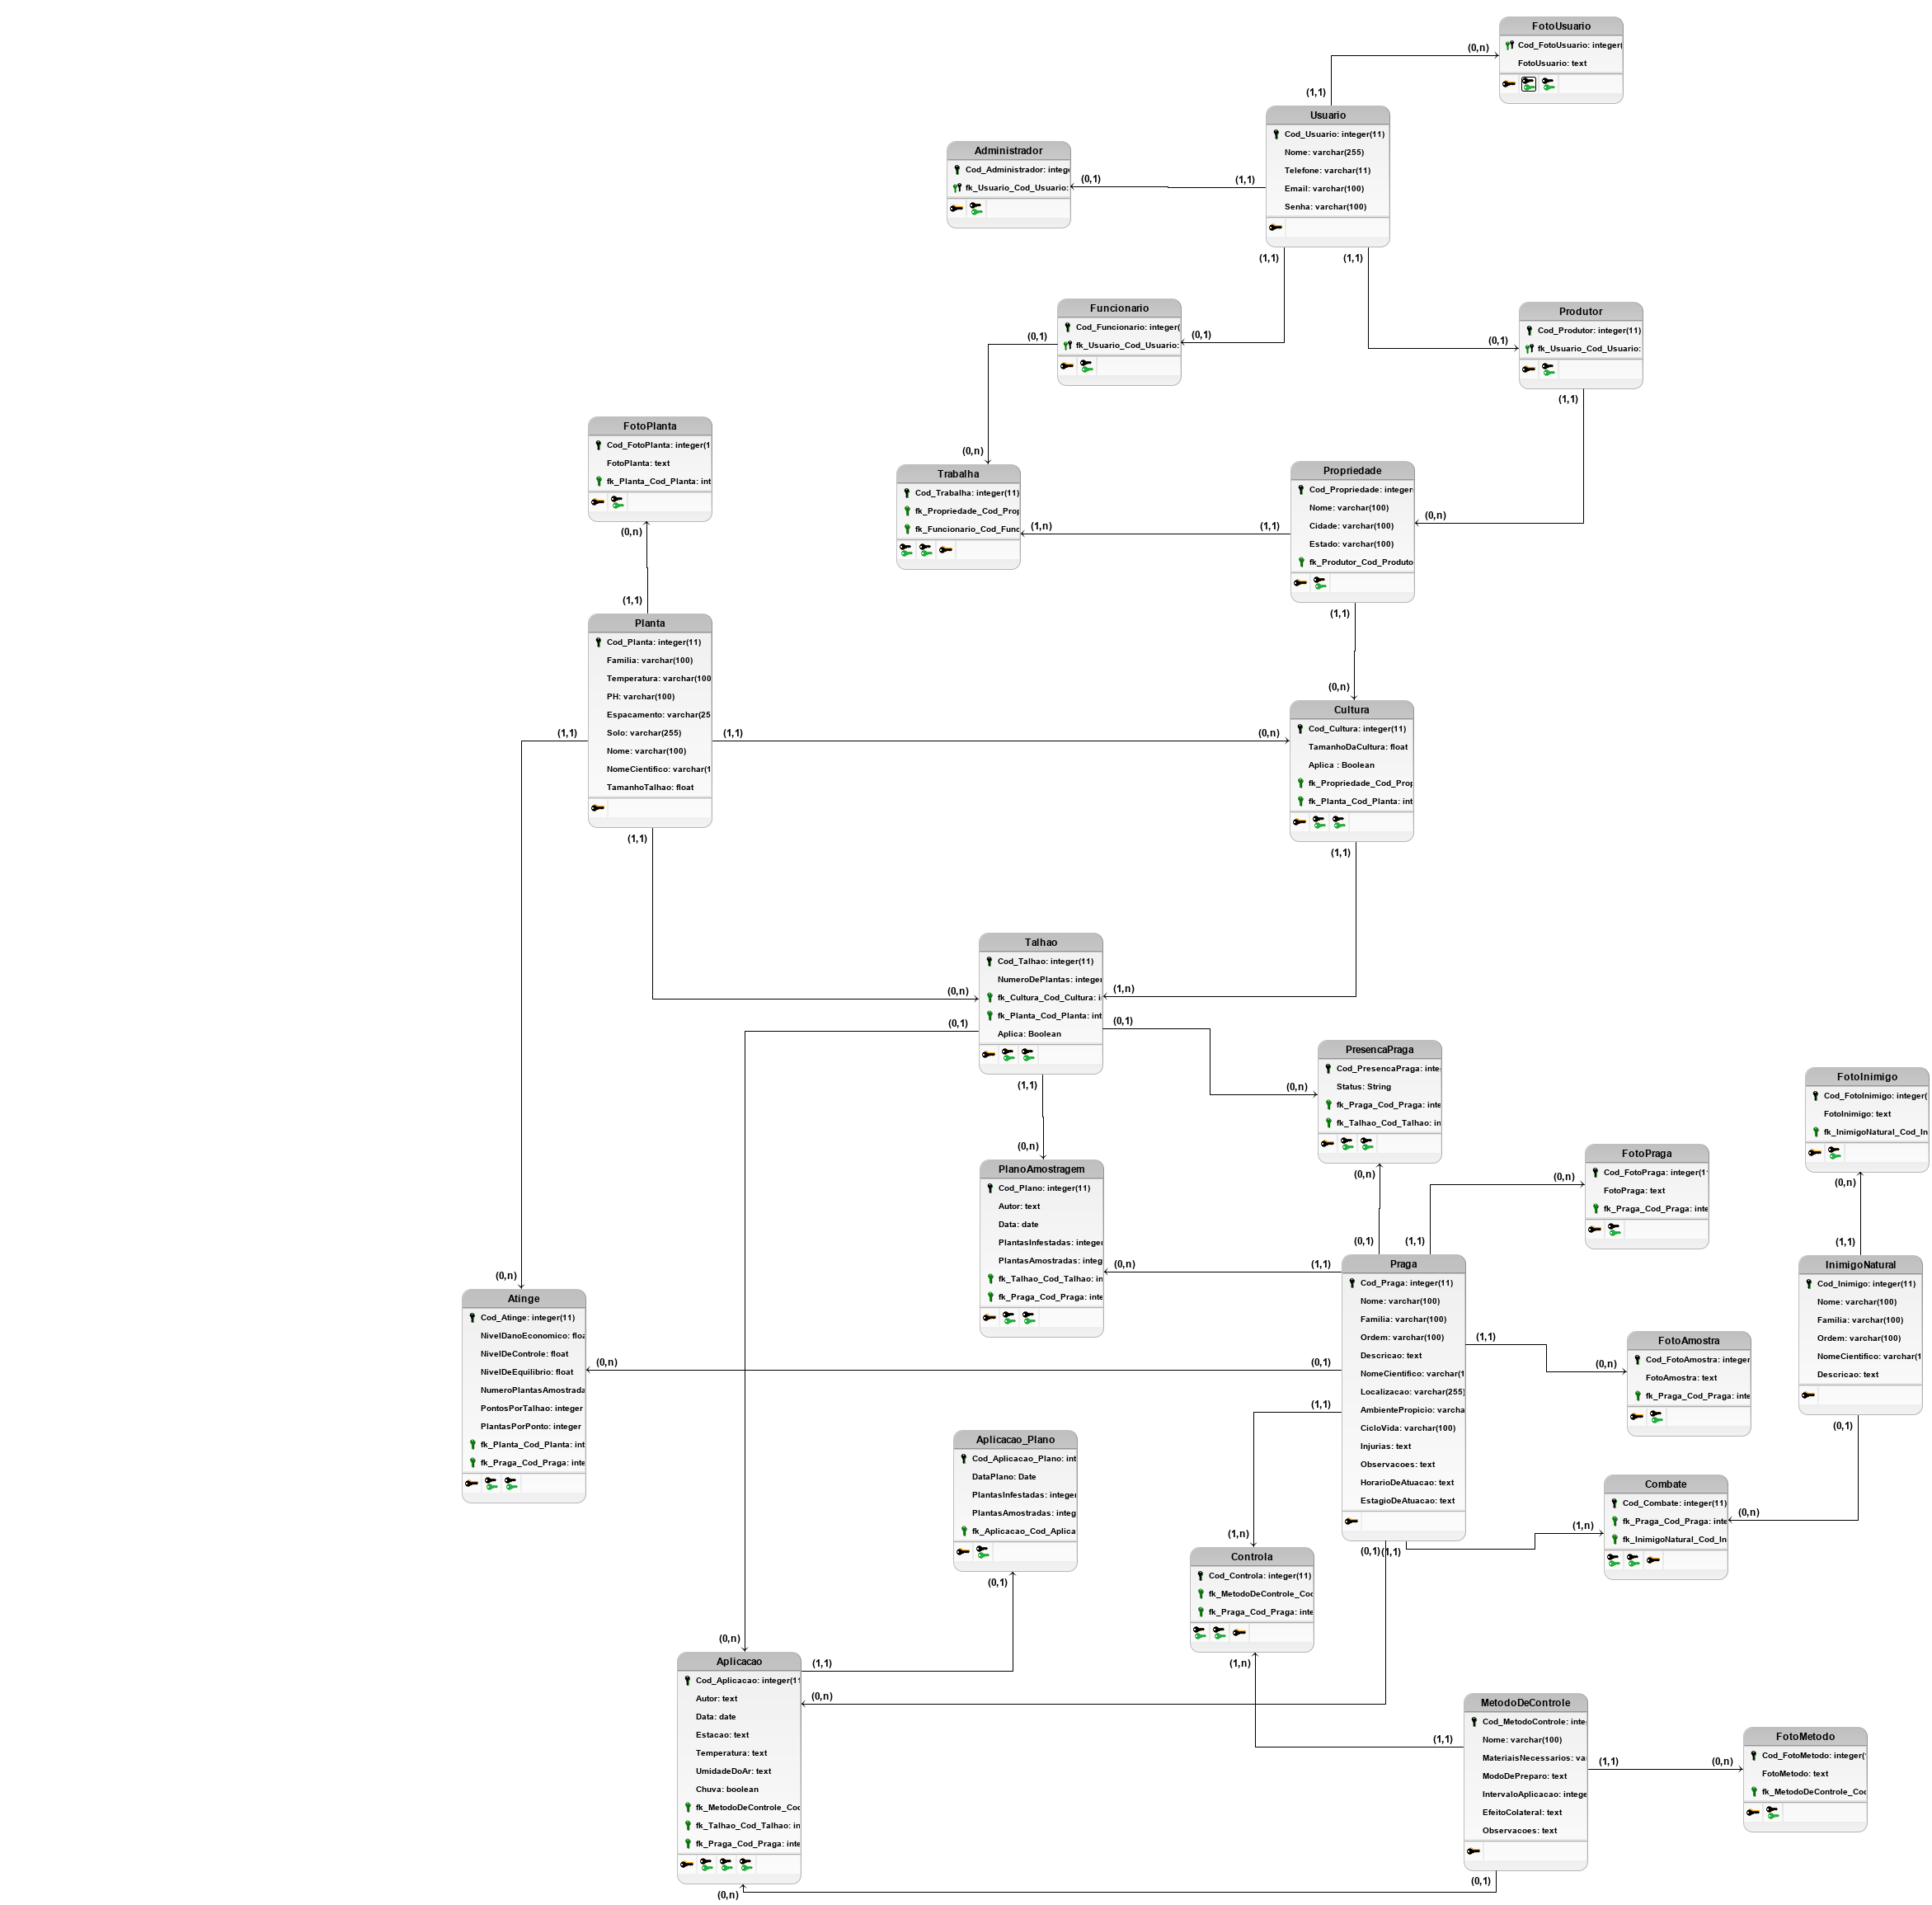 FotoUsuario
Cod_FotoUsuario: integer(
FotoUsuario: text
(0,n)
(1,1)
Usuario
Cod_Usuario: integer(11)
Nome: varchar(255)
Telefone: varchar(11)
Email: varchar(100)
Senha: varchar(100)
Administrador
Cod_Administrador: intege
fk_Usuario_Cod_Usuario:
(0,1)
(1,1)
(1,1)
(1,1)
Funcionario
Cod_Funcionario: integer(
fk_Usuario_Cod_Usuario:
(0,1)
(0,1)
Produtor
Cod_Produtor: integer(11)
fk_Usuario_Cod_Usuario:
(0,1)
(1,1)
FotoPlanta
Cod_FotoPlanta: integer(1
FotoPlanta: text
fk_Planta_Cod_Planta: int
(0,n)
(1,1)
(0,n)
Trabalha
Cod_Trabalha: integer(11)
fk_Propriedade_Cod_Prop
fk_Funcionario_Cod_Func
(1,n)
(1,1)
Propriedade
Cod_Propriedade: integer
Nome: varchar(100)
Cidade: varchar(100)
Estado: varchar(100)
fk_Produtor_Cod_Produto
(0,n)
(1,1)
(0,n)
Planta
Cod_Planta: integer(11)
Familia: varchar(100)
Temperatura: varchar(100
PH: varchar(100)
Espacamento: varchar(25
Solo: varchar(255)
Nome: varchar(100)
NomeCientifico: varchar(1
TamanhoTalhao: float
(1,1)
(1,1)
(0,n)
(1,1)
Cultura
Cod_Cultura: integer(11)
TamanhoDaCultura: float
Aplica : Boolean
fk_Propriedade_Cod_Prop
fk_Planta_Cod_Planta: int
(1,1)
Talhao
Cod_Talhao: integer(11)
NumeroDePlantas: integer
fk_Cultura_Cod_Cultura: i
fk_Planta_Cod_Planta: int
Aplica: Boolean
(0,n)
(1,n)
(0,1)
(0,1)
(1,1)
(0,n)
PresencaPraga
Cod_PresencaPraga: inte
Status: String
fk_Praga_Cod_Praga: inte
fk_Talhao_Cod_Talhao: in
(0,n)
(0,n)
(0,1)
FotoInimigo
Cod_FotoInimigo: integer(
FotoInimigo: text
fk_InimigoNatural_Cod_In
(0,n)
(1,1)
FotoPraga
Cod_FotoPraga: integer(11
FotoPraga: text
fk_Praga_Cod_Praga: inte
(0,n)
(1,1)
PlanoAmostragem
Cod_Plano: integer(11)
Autor: text
Data: date
PlantasInfestadas: integer
PlantasAmostradas: integ
fk_Talhao_Cod_Talhao: in
fk_Praga_Cod_Praga: inte
(0,n)
(1,1)
Praga
Cod_Praga: integer(11)
Nome: varchar(100)
Familia: varchar(100)
Ordem: varchar(100)
Descricao: text
NomeCientifico: varchar(1
Localizacao: varchar(255)
AmbientePropicio: varcha
CicloVida: varchar(100)
Injurias: text
Observacoes: text
HorarioDeAtuacao: text
EstagioDeAtuacao: text
InimigoNatural
Cod_Inimigo: integer(11)
Nome: varchar(100)
Familia: varchar(100)
Ordem: varchar(100)
NomeCientifico: varchar(1
Descricao: text
(0,1)
(0,n)
Atinge
Cod_Atinge: integer(11)
NivelDanoEconomico: floa
NivelDeControle: float
NivelDeEquilibrio: float
NumeroPlantasAmostrada
PontosPorTalhao: integer
PlantasPorPonto: integer
fk_Planta_Cod_Planta: int
fk_Praga_Cod_Praga: inte
(0,n)
(0,1)
(1,1)
(1,1)
(0,n)
FotoAmostra
Cod_FotoAmostra: integer
FotoAmostra: text
fk_Praga_Cod_Praga: inte
Aplicacao_Plano
Cod_Aplicacao_Plano: int
DataPlano: Date
PlantasInfestadas: integer
PlantasAmostradas: integ
fk_Aplicacao_Cod_Aplica
(0,1)
Combate
Cod_Combate: integer(11)
fk_Praga_Cod_Praga: inte
fk_InimigoNatural_Cod_In
(1,n)
(0,n)
(1,n)
(0,1)
(1,1)
Controla
Cod_Controla: integer(11)
fk_MetodoDeControle_Cod
fk_Praga_Cod_Praga: inte
(1,n)
(0,n)
Aplicacao
Cod_Aplicacao: integer(11
Autor: text
Data: date
Estacao: text
Temperatura: text
UmidadeDoAr: text
Chuva: boolean
fk_MetodoDeControle_Cod
fk_Talhao_Cod_Talhao: in
fk_Praga_Cod_Praga: inte
(1,1)
(0,n)
(0,n)
MetodoDeControle
Cod_MetodoControle: inte
Nome: varchar(100)
MateriaisNecessarios: va
ModoDePreparo: text
IntervaloAplicacao: intege
EfeitoColateral: text
Observacoes: text
(1,1)
(1,1)
(0,1)
(0,n)
FotoMetodo
Cod_FotoMetodo: integer(
FotoMetodo: text
fk_MetodoDeControle_Cod